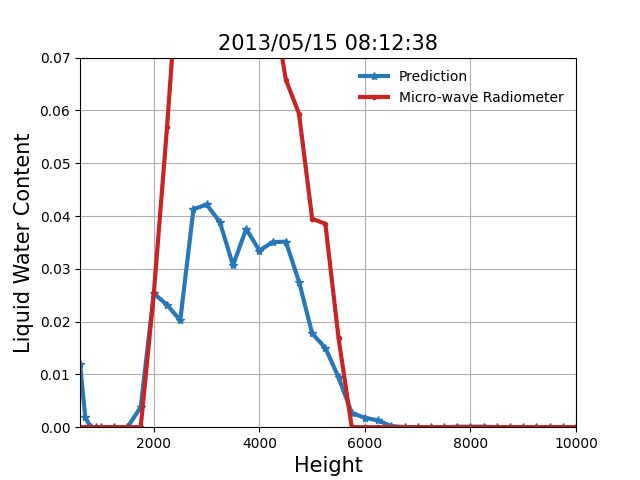 2013/05/15 08:12:38
0.07
0.06
0.05
0.04
0.03
0.02
0.01
0.00
Liquid Water Content
Prediction
Micro-wave Radiometer
2000 4000 6000 8000 10000
Height